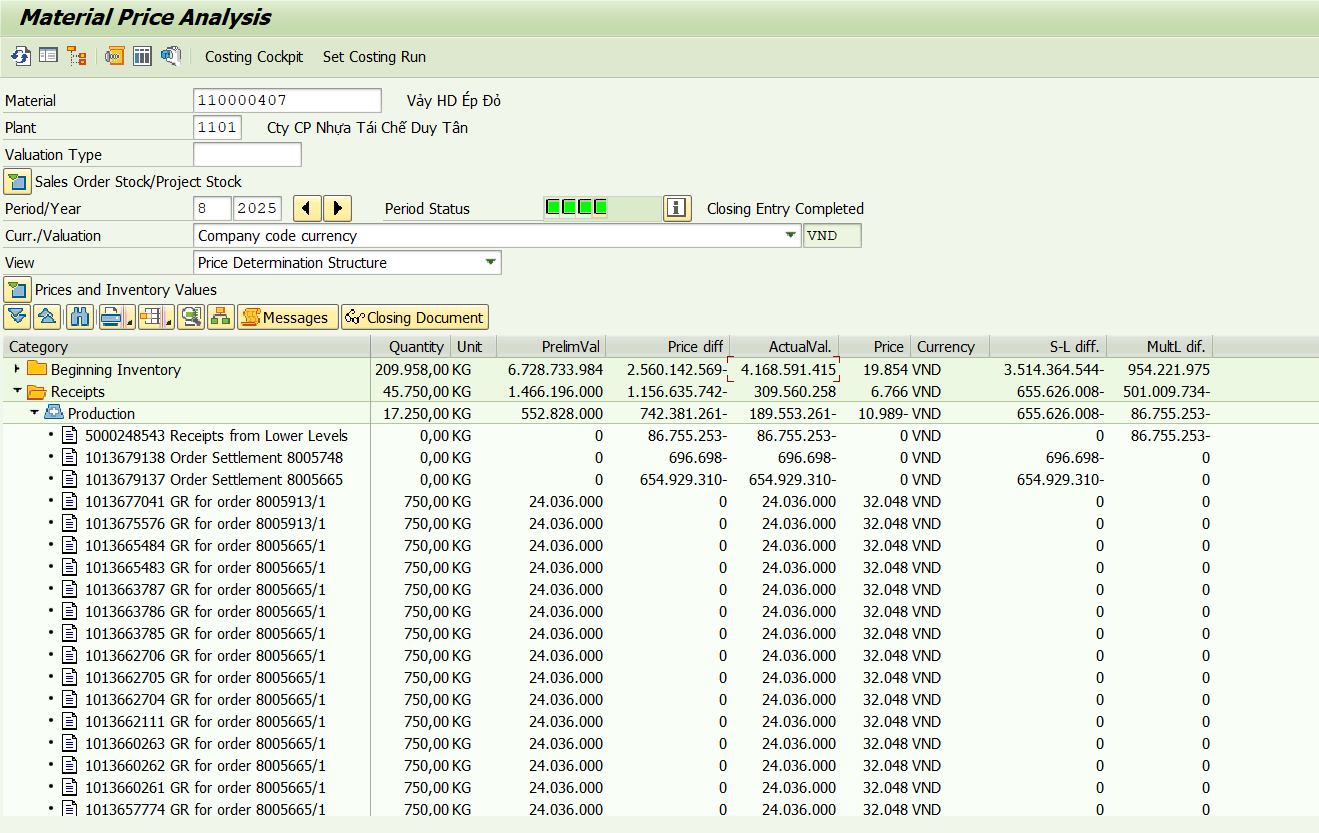 Material Price Analysis
Costing Cockpit Set Costing Run
Material 110000407 Vảy HD Ép Đỏ
Plant 1101 Cty CP Nhựa Tái Chế Duy Tân
Valuation Type
Sales Order Stock/Project Stock
Period/Year 8 2025 Period Status Closing Entry Completed
Curr./Valuation Company code currency VND
View Price Determination Structure
Prices and Inventory Values
Messages Closing Document
Category Quantity Unit PrelimVal Price diff ActualVal. Price Currency S-L diff. MultL dif.
Beginning Inventory 209.958,00 KG 6.728.733.984 2.560.142.569- 4.168.591.415 19.854 VND 3.514.364.544- 954.221.975
Receipts 45.750,00 KG 1.466.196.000 1.156.635.742- 309.560.258 6.766 VND 655.626.008- 501.009.734-
Production 17.250,00 KG 552.828.000 742.381.261- 189.553.261- 10.989- VND 655.626.008- 86.755.253-
5000248543 Receipts from Lower Levels 0,00 KG 0 86.755.253- 86.755.253- 0 VND 0 86.755.253-
1013679138 Order Settlement 8005748 0,00 KG 0 696.698- 696.698- 0 VND 696.698- 0
1013679137 Order Settlement 8005665 0,00 KG 0 654.929.310- 654.929.310- 0 VND 654.929.310- 0
1013677041 GR for order 8005913/1 750,00 KG 24.036.000 0 24.036.000 32.048 VND 0 0
1013675576 GR for order 8005913/1 750,00 KG 24.036.000 0 24.036.000 32.048 VND 0 0
1013665484 GR for order 8005665/1 750,00 KG 24.036.000 0 24.036.000 32.048 VND 0 0
1013665483 GR for order 8005665/1 750,00 KG 24.036.000 0 24.036.000 32.048 VND 0 0
1013663787 GR for order 8005665/1 750,00 KG 24.036.000 0 24.036.000 32.048 VND 0 0
1013663786 GR for order 8005665/1 750,00 KG 24.036.000 0 24.036.000 32.048 VND 0 0
1013663785 GR for order 8005665/1 750,00 KG 24.036.000 0 24.036.000 32.048 VND 0 0
1013662706 GR for order 8005665/1 750,00 KG 24.036.000 0 24.036.000 32.048 VND 0 0
1013662705 GR for order 8005665/1 750,00 KG 24.036.000 0 24.036.000 32.048 VND 0 0
1013662704 GR for order 8005665/1 750,00 KG 24.036.000 0 24.036.000 32.048 VND 0 0
1013662111 GR for order 8005665/1 750,00 KG 24.036.000 0 24.036.000 32.048 VND 0 0
1013660263 GR for order 8005665/1 750,00 KG 24.036.000 0 24.036.000 32.048 VND 0 0
1013660262 GR for order 8005665/1 750,00 KG 24.036.000 0 24.036.000 32.048 VND 0 0
1013660261 GR for order 8005665/1 750,00 KG 24.036.000 0 24.036.000 32.048 VND 0 0
1013657774 GR for order 8005665/1 750,00 KG 24.036.000 0 24.036.000 32.048 VND 0 0